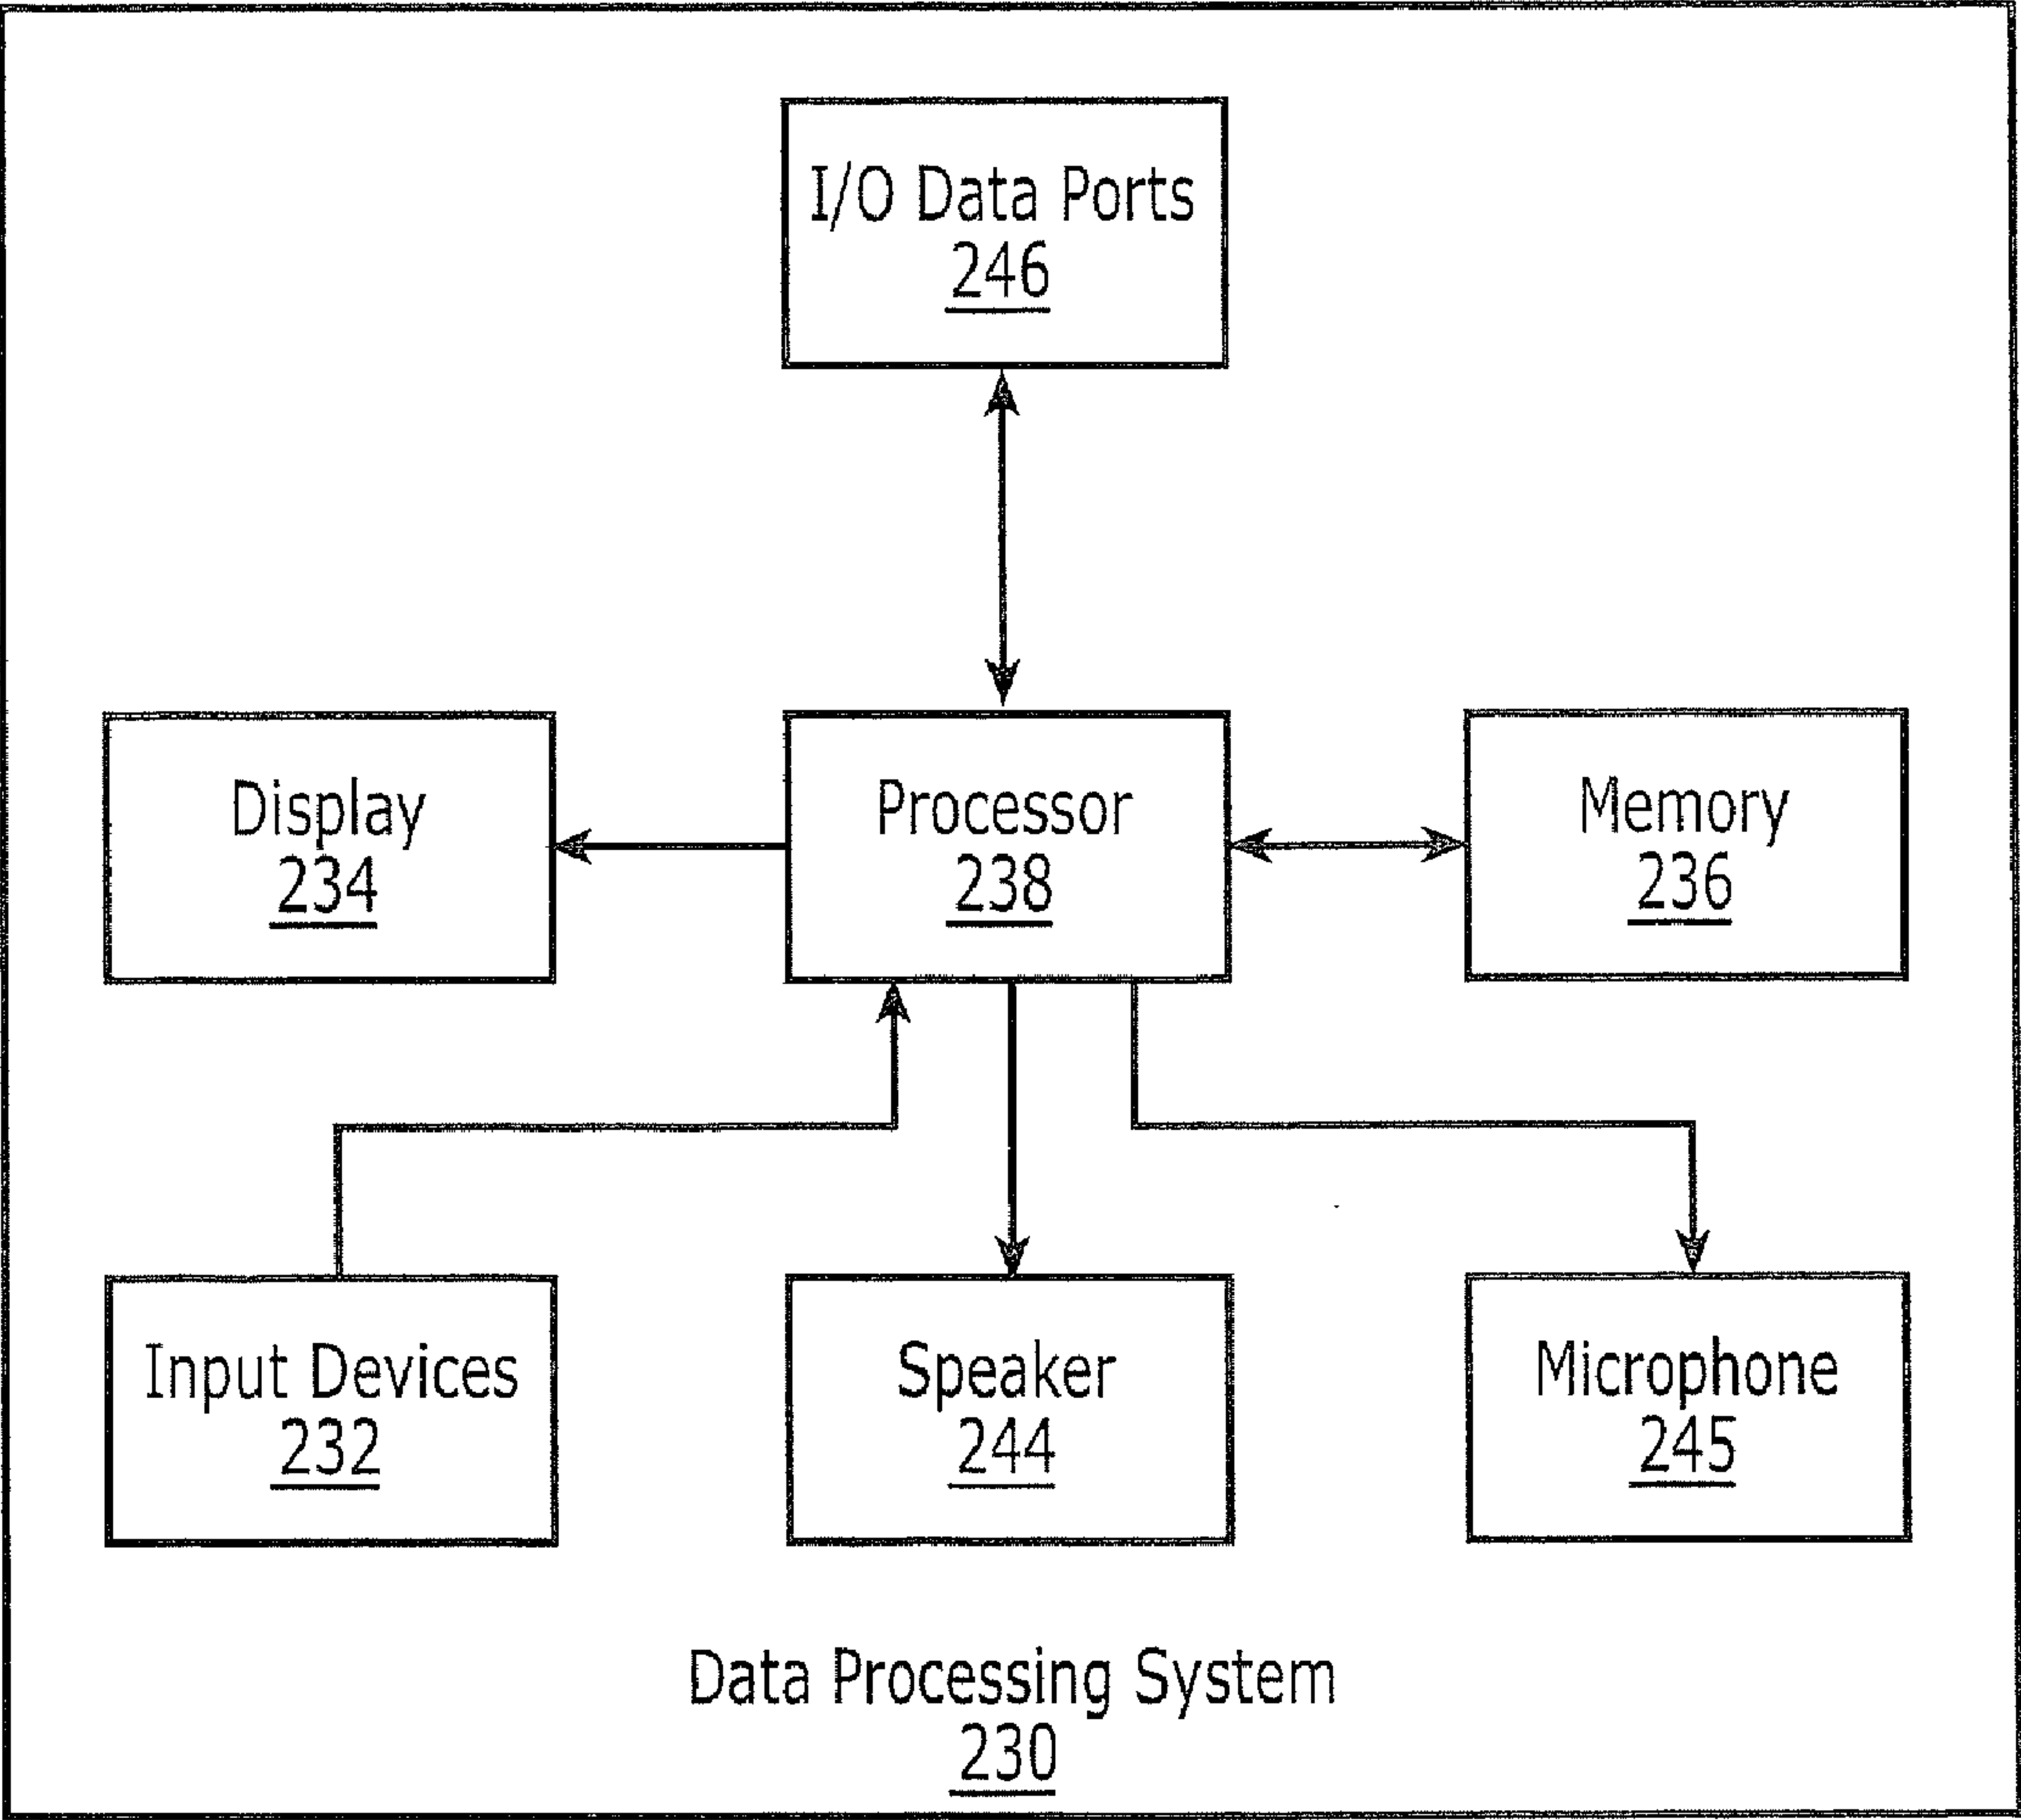 I/O Data Ports
246
Display
234
Processor
238
Memory
236
Input Devices
232
Speaker
244
Microphone
245
Data Processing System
230